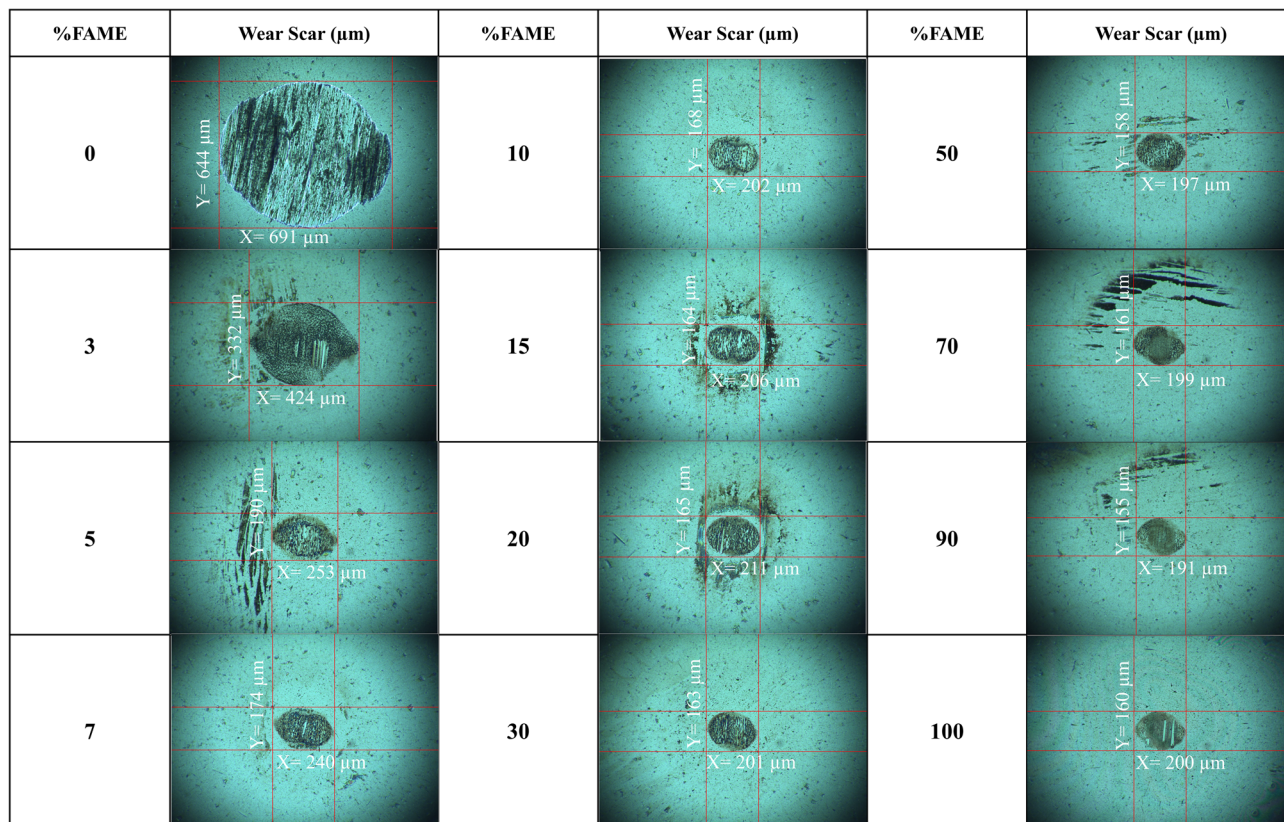 %FAME Wear Scar (µm) %FAME Wear Scar (µm) %FAME Wear Scar (µm)
0 Y= 644 µm X= 691 µm 10 Y= 168 µm X= 202 µm 50 Y= 158 µm X= 197 µm
3 Y= 332 µm X= 424 µm 15 Y= 164 µm X= 206 µm 70 Y= 161 µm X= 199 µm
5 Y= 190 µm X= 253 µm 20 Y= 165 µm X= 211 µm 90 Y= 155 µm X= 191 µm
7 Y= 174 µm X= 240 µm 30 Y= 163 µm X= 201 µm 100 Y= 160 µm X= 200 µm